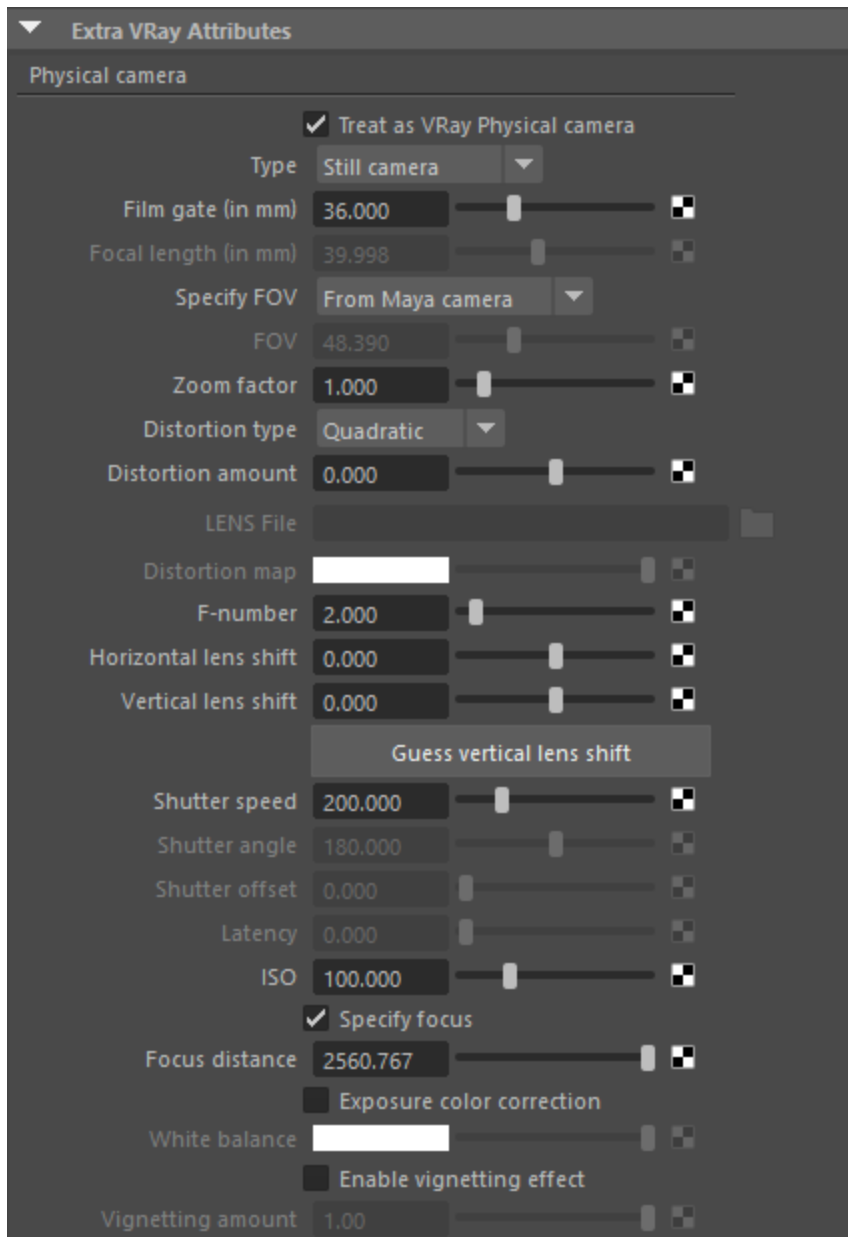 Extra VRay Attributes
Physical camera
Treat as VRay Physical camera
Type Still camera
Film gate (in mm) 36.000
Focal length (in mm) 39.998
Specify FOV From Maya camera
FOV 48.390
Zoom factor 1.000
Distortion type Quadratic
Distortion amount 0.000
LENS File
Distortion map
F-number 2.000
Horizontal lens shift 0.000
Vertical lens shift 0.000
Guess vertical lens shift
Shutter speed 200.000
Shutter angle 180.000
Shutter offset 0.000
Latency 0.000
ISO 100.000
Specify focus
Focus distance 2560.767
Exposure color correction
White balance
Enable vignetting effect
Vignetting amount 1.00